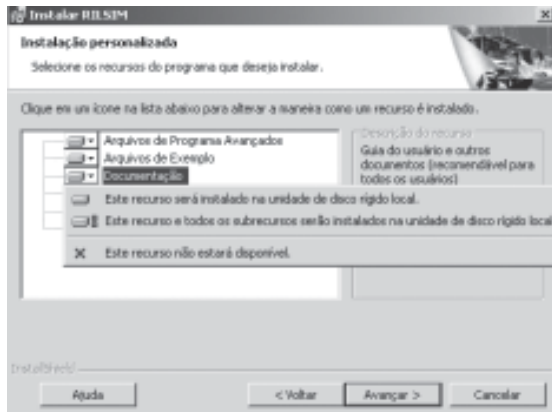 Instalar RILSIM
Instalação personalizada
Selecione os recursos do programa que deseja instalar.
Clique em um ícone na lista abaixo para alterar a maneira como um recurso é instalado.
Arquivos de Programa Avançados
Arquivos de Exemplo
Documentação
Descrição do recurso
Guia do usuário e outros
documentos (recomendável para
todos os usuários)
Este recurso será instalado na unidade de disco rígido local.
Este recurso e todos os subrecursos serão instalados na unidade de disco rígido local
Este recurso não estará disponível.
InstallShield
Ajuda
< Voltar
Avançar >
Cancelar